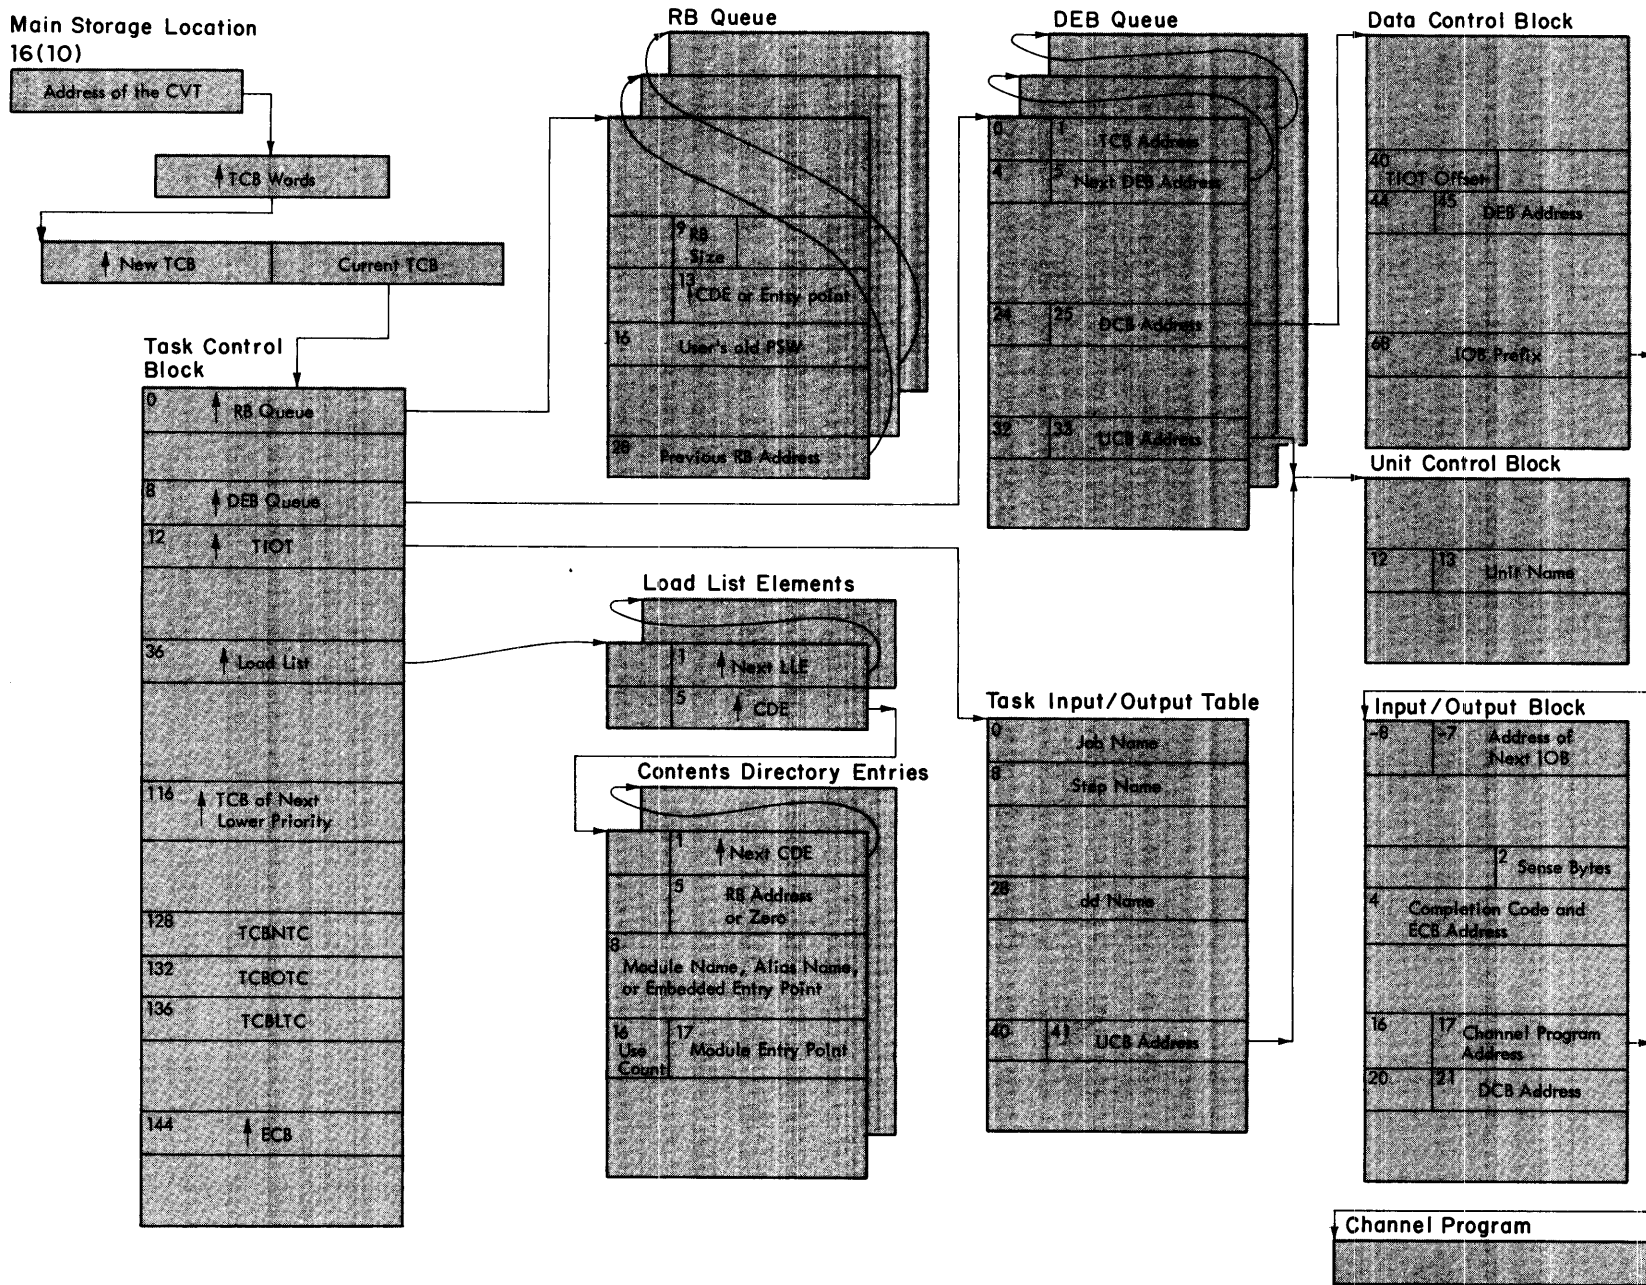 Main Storage Location
16(10)
Address of the CVT
TCB Words
New TCB
Current TCB
Task Control
Block
0
RB Queue
8
DEB Queue
12
TIOT
36
Load List
116
TCB of Next
Lower Priority
128
TCBNTC
132
TCBOTC
136
TCBLTC
144
ECB
RB Queue
9 RB
Size
13
CDE or Entry point
16
User's old PSW
28
Previous RB Address
Load List Elements
1
Next LLE
5
CDE
Contents Directory Entries
1
Next CDE
5
RB Address
or Zero
8
Module Name, Alias Name,
or Embedded Entry Point
16
Use
Count
17
Module Entry Point
DEB Queue
0
1
TCB Address
4
5
Next DEB Address
24
25
DCB Address
32
33
UCB Address
Task Input/Output Table
0
Job Name
8
Step Name
28
dd Name
40
41
UCB Address
Data Control Block
40
TIOT Offset
44
45
DEB Address
68
IOB Prefix
Unit Control Block
12
13
Unit Name
Input/Output Block
-8
-7
Address of
Next IOB
2
Sense Bytes
4
Completion Code and
ECB Address
16
17
Channel Program
Address
20
21
DCB Address
Channel Program